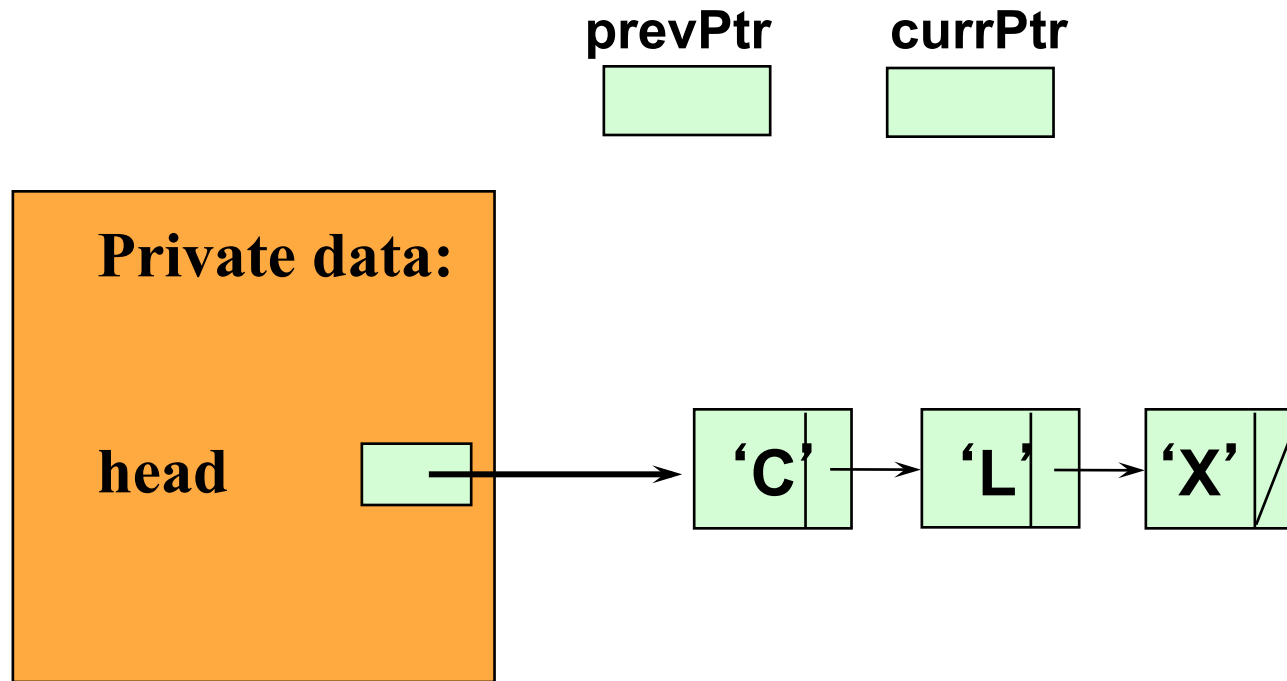 prevPtr currPtr
Private data:
head
‘C’ ‘L’ ‘X’